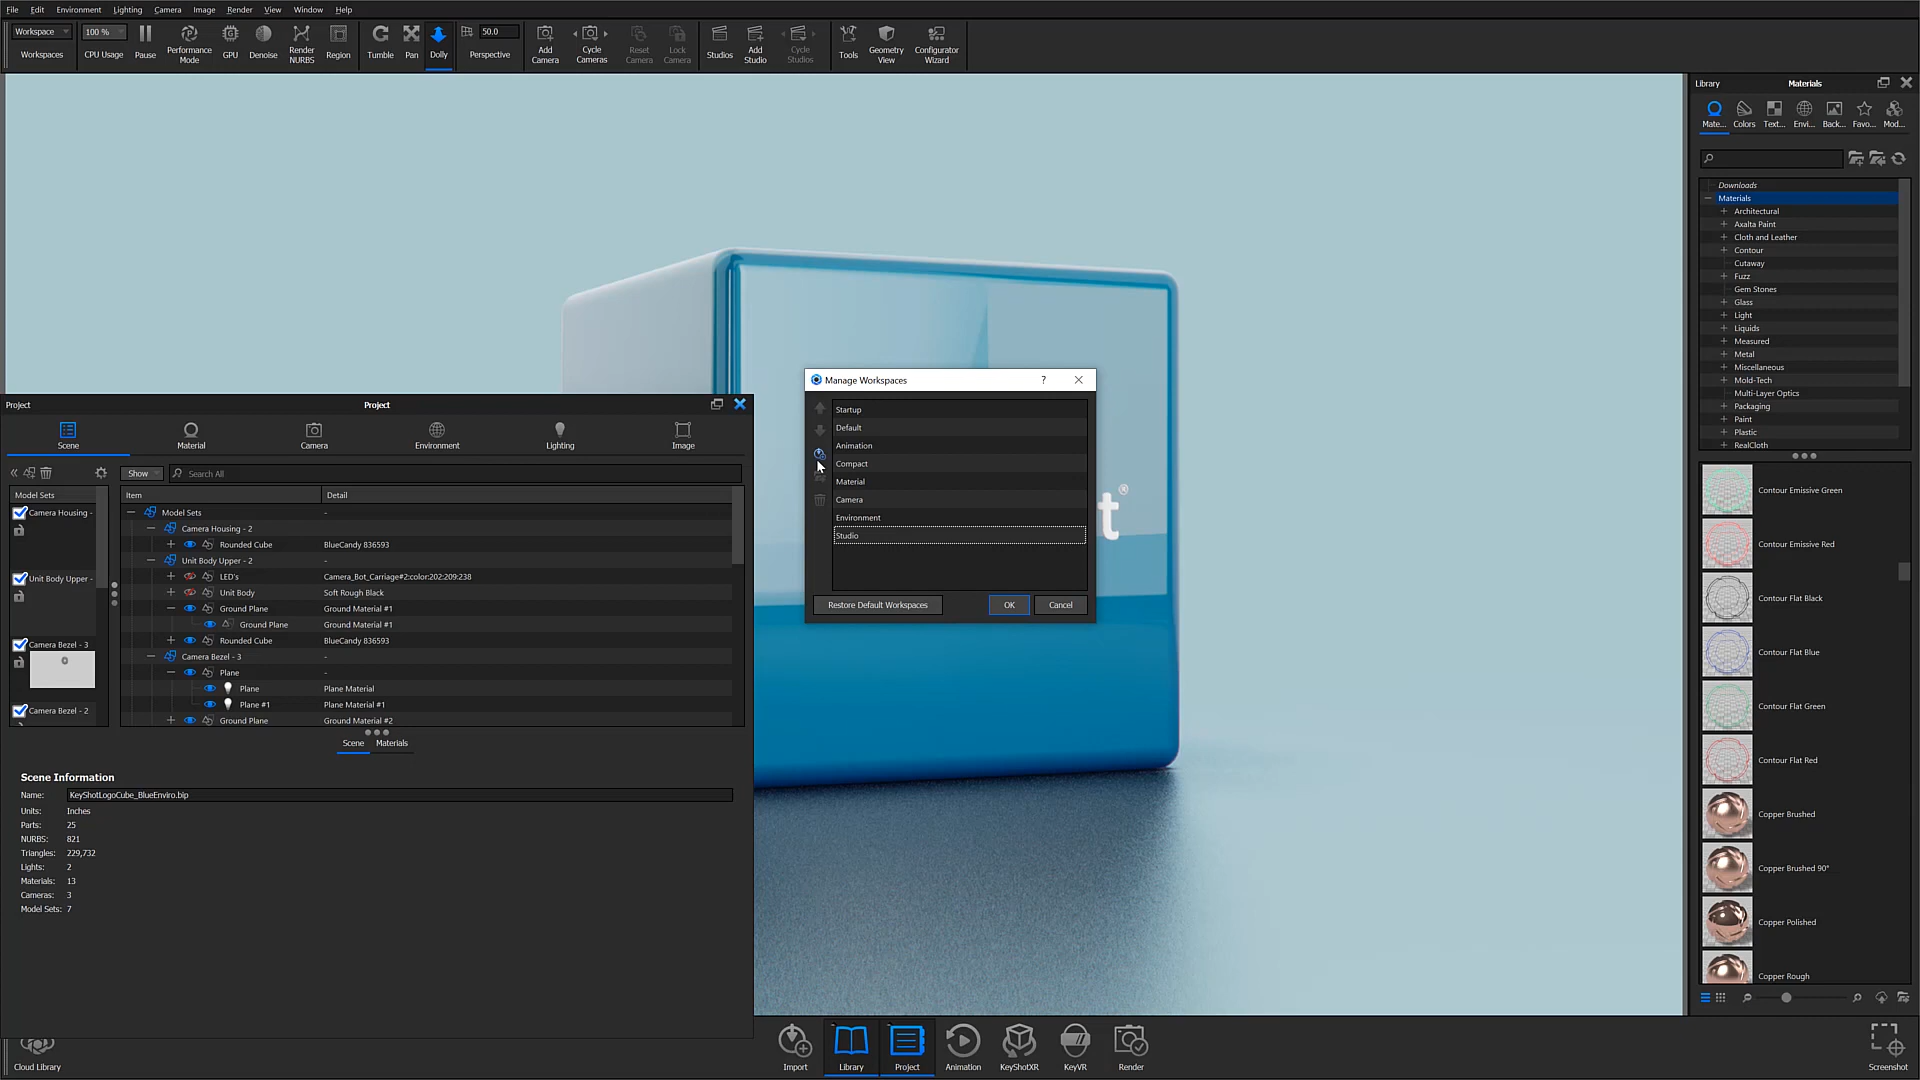 File Edit Environment Lighting Camera Image Render View Window Help
Workspace 100 % 50.0
Workspaces CPU Usage Pause Performance Mode GPU Denoise Render NURBS Region Tumble Pan Dolly Perspective Add Camera Cycle Cameras Reset Camera Lock Camera Studios Add Studio Cycle Studios Tools Geometry View Configurator Wizard
Library Materials
Mate... Colors Text... Envi... Back... Favo... Mod...
Downloads
Materials
Architectural
Axalta Paint
Cloth and Leather
Contour
Cutaway
Fuzz
Gem Stones
Glass
Light
Liquids
Measured
Metal
Miscellaneous
Mold-Tech
Multi-Layer Optics
Packaging
Paint
Plastic
RealCloth
Contour Emissive Green
Contour Emissive Red
Contour Flat Black
Contour Flat Blue
Contour Flat Green
Contour Flat Red
Copper Brushed
Copper Brushed 90°
Copper Polished
Copper Rough
t®
Manage Workspaces ?
Startup
Default
Animation
Compact
Material
Camera
Environment
Studio
Restore Default Workspaces OK Cancel
Project Project
Scene Material Camera Environment Lighting Image
Show Search All
Model Sets
Camera Housing -
Unit Body Upper -
Camera Bezel - 3
Camera Bezel - 2
Item Detail
Model Sets -
Camera Housing - 2
Rounded Cube BlueCandy 836593
Unit Body Upper - 2
LED's Camera_Bot_Carriage#2:color:202:209:238
Unit Body Soft Rough Black
Ground Plane Ground Material #1
Ground Plane Ground Material #1
Rounded Cube BlueCandy 836593
Camera Bezel - 3 -
Plane -
Plane Plane Material
Plane #1 Plane Material #1
Ground Plane Ground Material #2
Scene Materials
Scene Information
Name: KeyShotLogoCube_BlueEnviro.bip
Units: Inches
Parts: 25
NURBS: 821
Triangles: 229,732
Lights: 2
Materials: 13
Cameras: 3
Model Sets: 7
Cloud Library Import Library Project Animation KeyShotXR KeyVR Render Screenshot